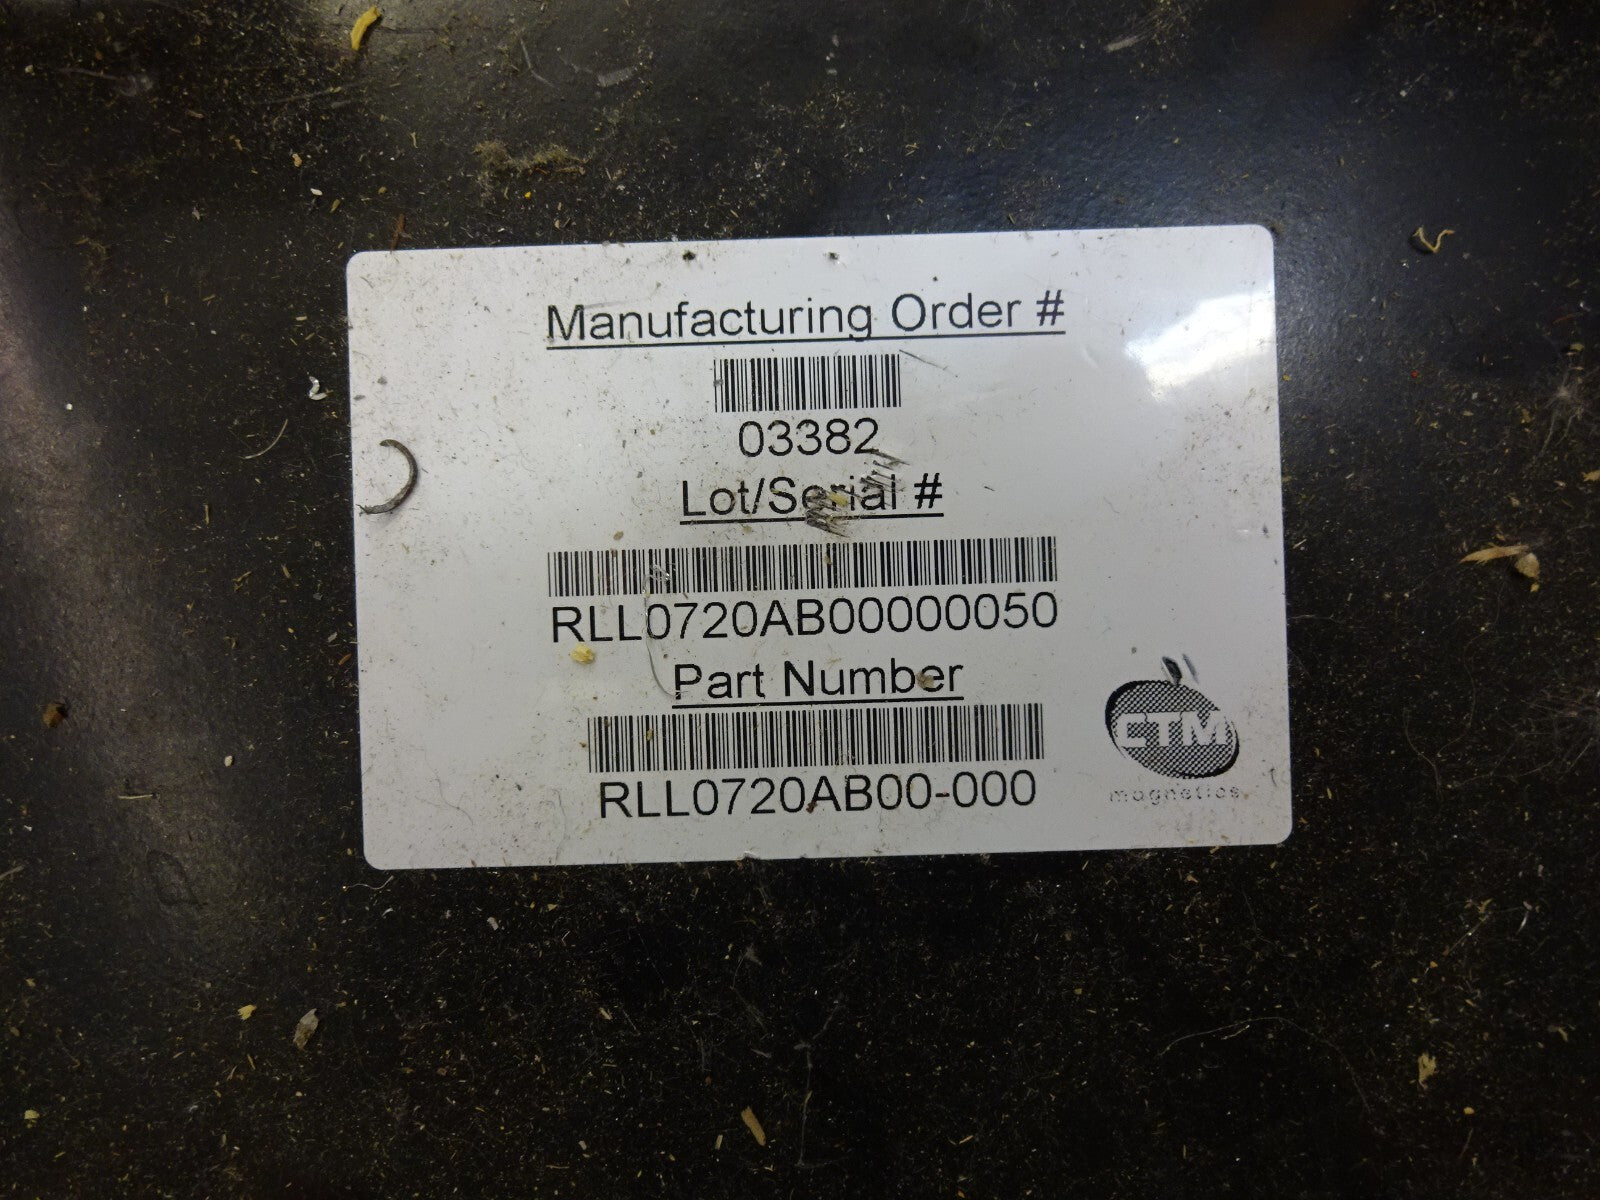 Manufacturing Order #
03382
Lot/Serial #
RLL0720AB00000050
Part Number
RLL0720AB00-000
CTM
magnetics